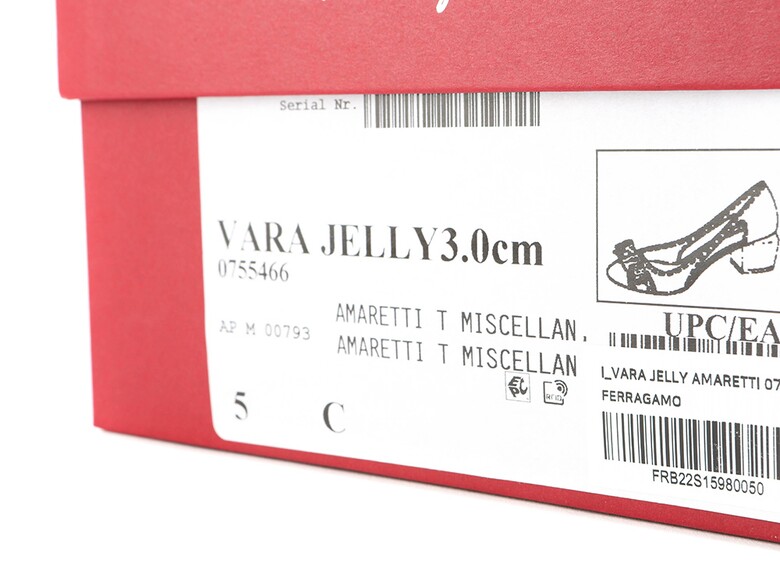 Serial Nr.
VARA JELLY3.0cm
0755466
AP M 00793
AMARETTI T MISCELLAN.
AMARETTI T MISCELLAN
5 C
UPC/EA
I_VARA JELLY AMARETTI 07
FERRAGAMO
FRB22S15980050